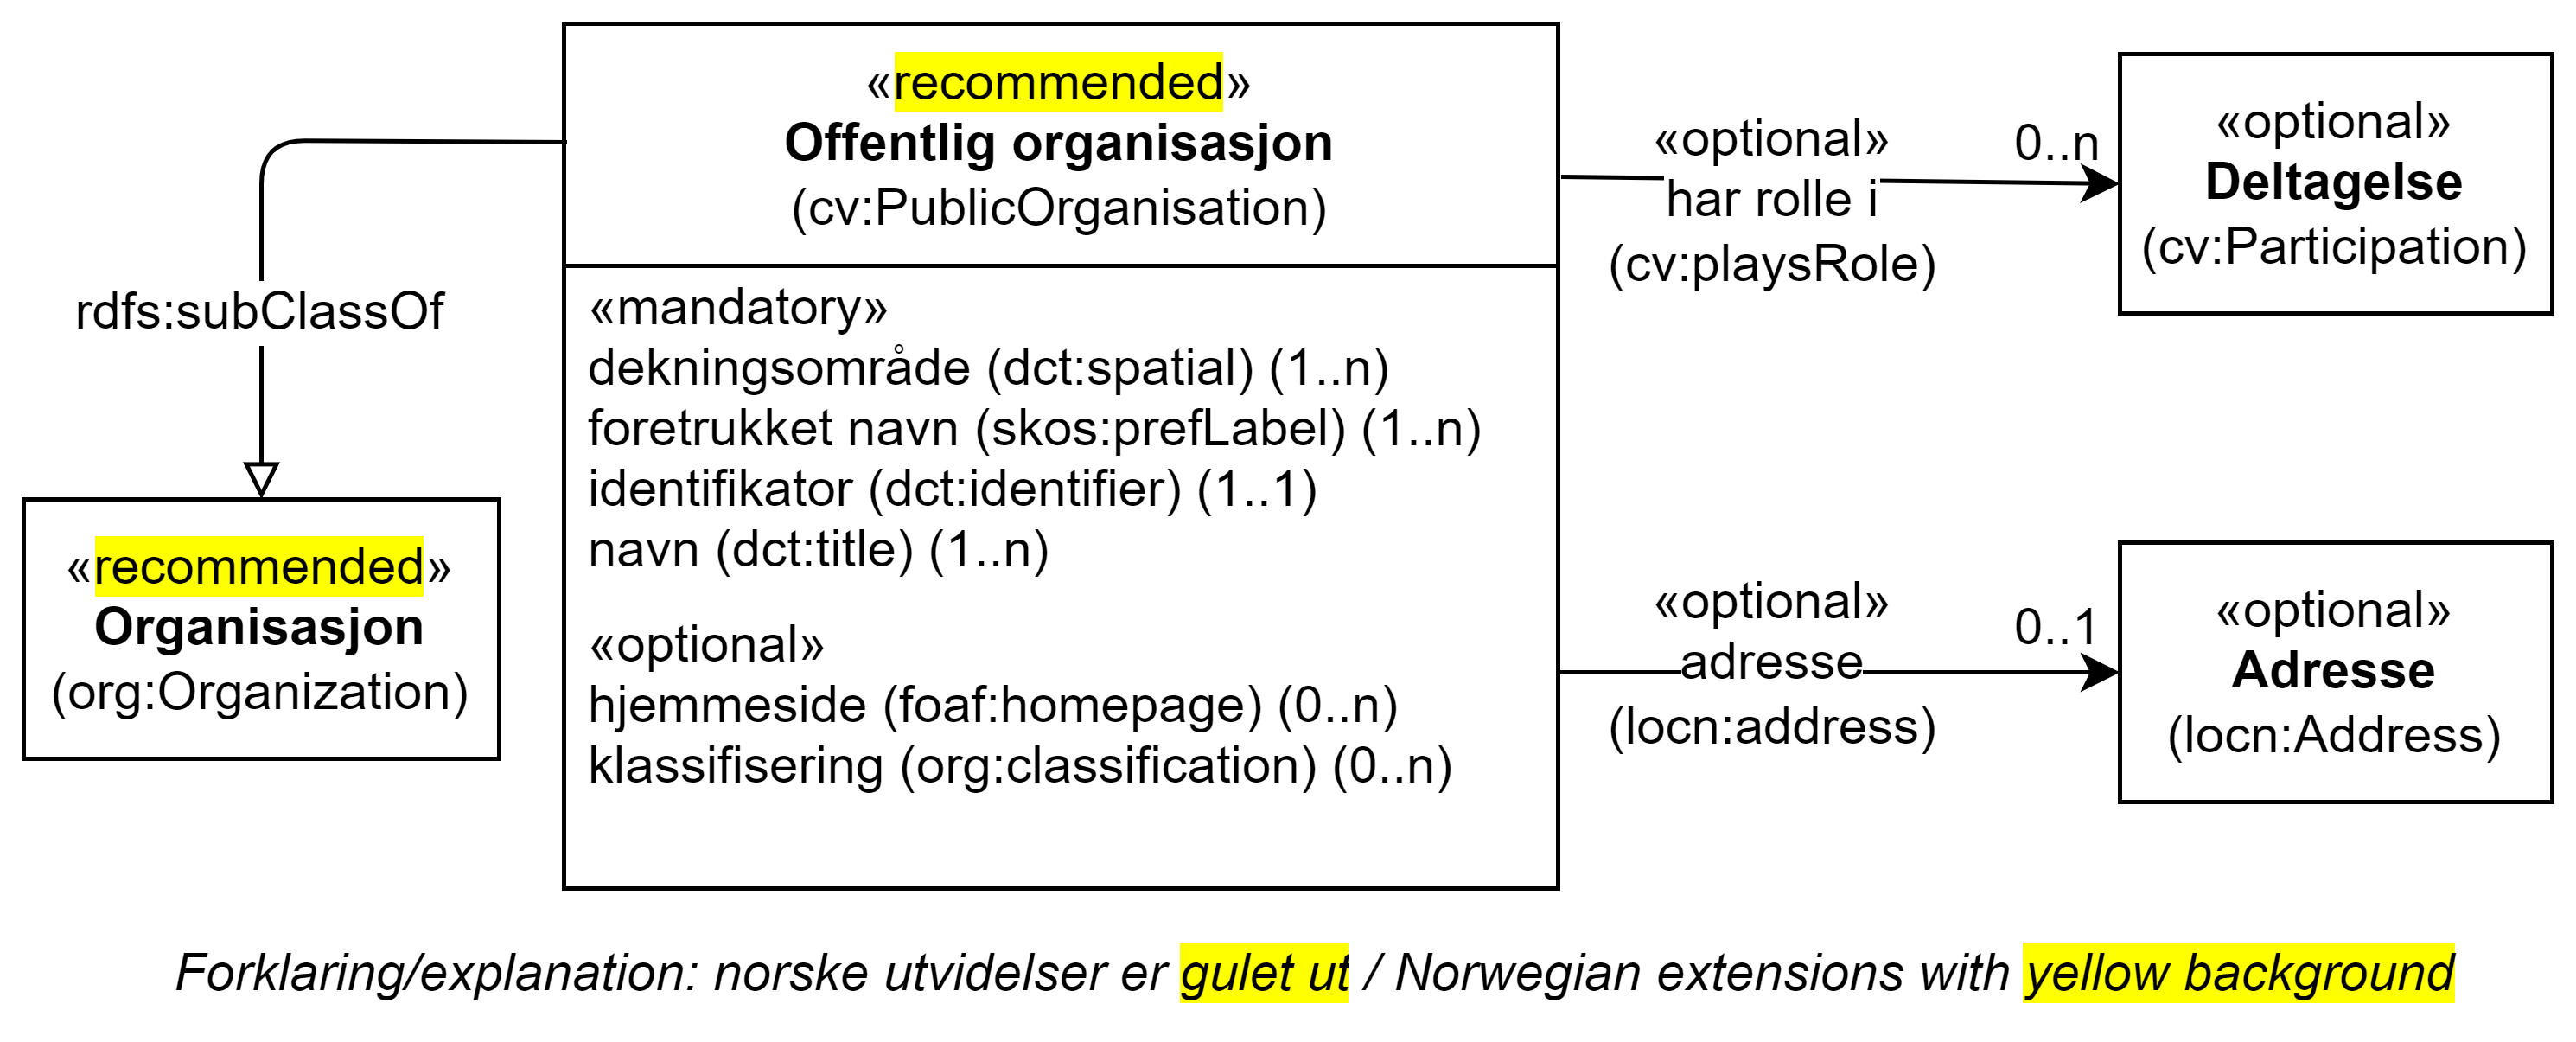 «recommended»
Offentlig organisasjon
(cv:PublicOrganisation)
«mandatory»
dekningsområde (dct:spatial) (1..n)
foretrukket navn (skos:prefLabel) (1..n)
identifikator (dct:identifier) (1..1)
navn (dct:title) (1..n)
«optional»
hjemmeside (foaf:homepage) (0..n)
klassifisering (org:classification) (0..n)
rdfs:subClassOf
«recommended»
Organisasjon
(org:Organization)
«optional»
har rolle i
(cv:playsRole)
0..n
«optional»
Deltagelse
(cv:Participation)
«optional»
adresse
(locn:address)
0..1
«optional»
Adresse
(locn:Address)
Forklaring/explanation: norske utvidelser er gulet ut / Norwegian extensions with yellow background